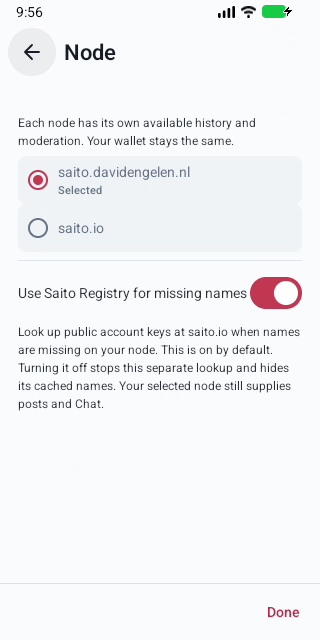 9:56
Node
Each node has its own available history and
moderation. Your wallet stays the same.
saito.davidengelen.nl
Selected
saito.io
Use Saito Registry for missing names
Look up public account keys at saito.io when names
are missing on your node. This is on by default.
Turning it off stops this separate lookup and hides
its cached names. Your selected node still supplies
posts and Chat.
Done